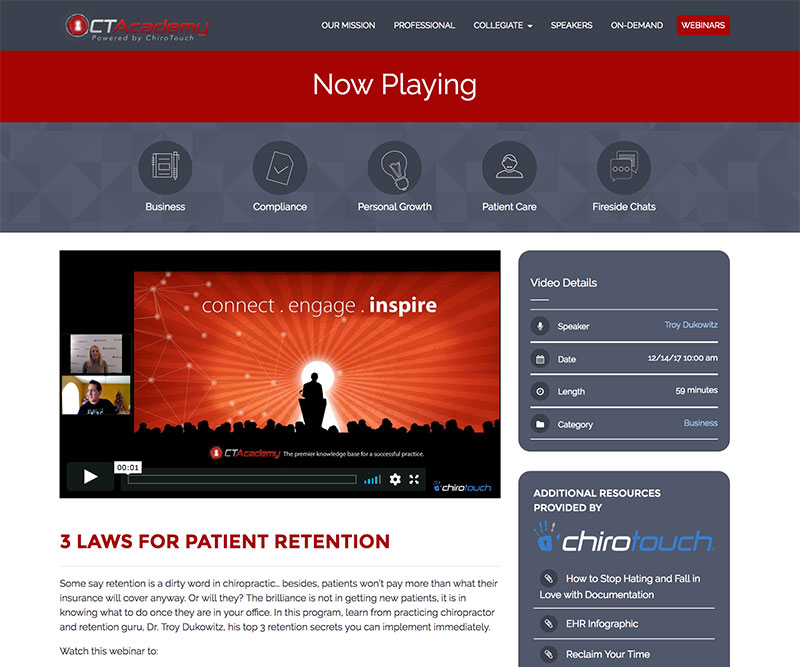 CTAcademy
Powered by ChiroTouch
OUR MISSION
PROFESSIONAL
COLLEGIATE
SPEAKERS
ON-DEMAND
WEBINARS
Now Playing
Business
Compliance
Personal Growth
Patient Care
Fireside Chats
connect . engage . inspire
CTAcademy The premier knowledge base for a successful practice.
00:01
chirotouch
Video Details
Speaker Troy Dukowitz
Date 12/14/17 10:00 am
Length 59 minutes
Category Business
3 LAWS FOR PATIENT RETENTION
Some say retention is a dirty word in chiropractic… besides, patients won't pay more than what their
insurance will cover anyway. Or will they? The brilliance is not in getting new patients, it is in
knowing what to do once they are in your office. In this program, learn from practicing chiropractor
and retention guru, Dr. Troy Dukowitz, his top 3 retention secrets you can implement immediately.
Watch this webinar to:
ADDITIONAL RESOURCES
PROVIDED BY
chirotouch
How to Stop Hating and Fall in
Love with Documentation
EHR Infographic
Reclaim Your Time